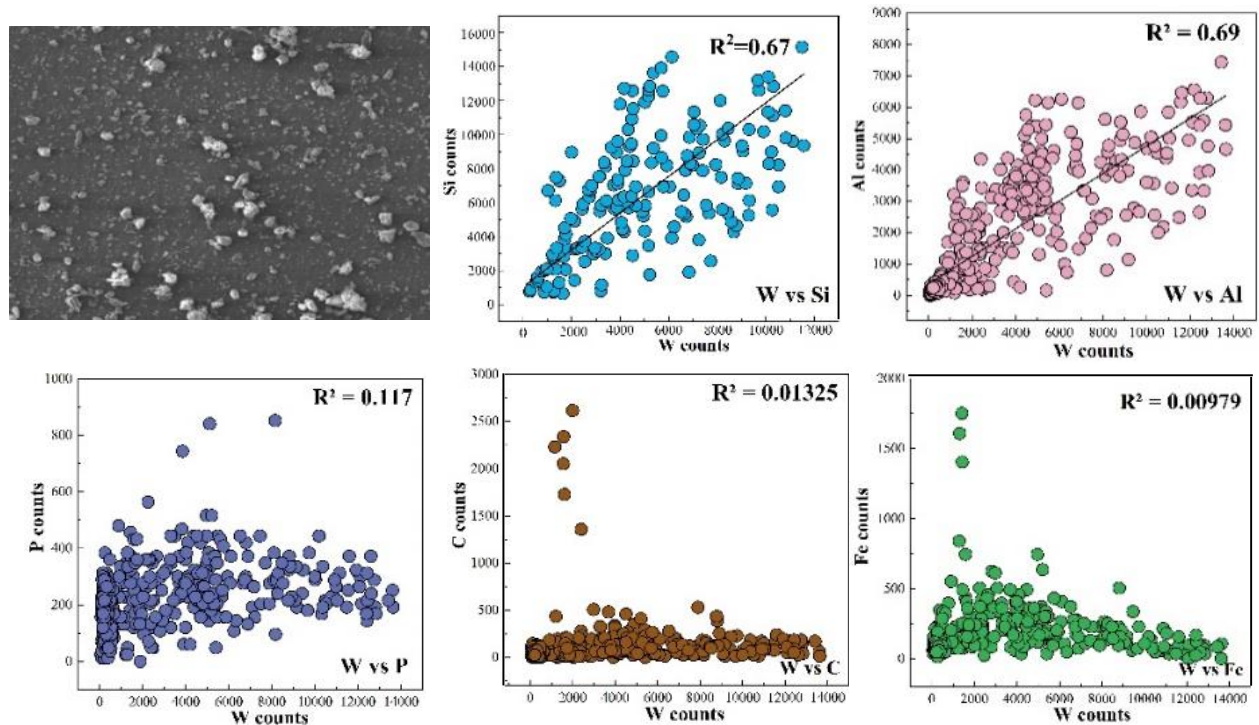 R²=0.67
16000
14000
12000
10000
8000
6000
4000
2000
0
Si counts
0 2000 4000 6000 8000 10000 12000
W counts
W vs Si
R² = 0.69
9000
8000
7000
6000
5000
4000
3000
2000
1000
0
Al counts
0 2000 4000 6000 8000 10000 12000 14000
W counts
W vs Al
R² = 0.117
1000
800
600
400
200
0
P counts
0 2000 4000 6000 8000 10000 12000 14000
W counts
W vs P
R² = 0.01325
3000
2500
2000
1500
1000
500
0
C counts
0 2000 4000 6000 8000 10000 12000 14000
W counts
W vs C
R² = 0.00979
2000
1500
1000
500
0
Fe counts
0 2000 4000 6000 8000 10000 12000 14000
W counts
W vs Fe